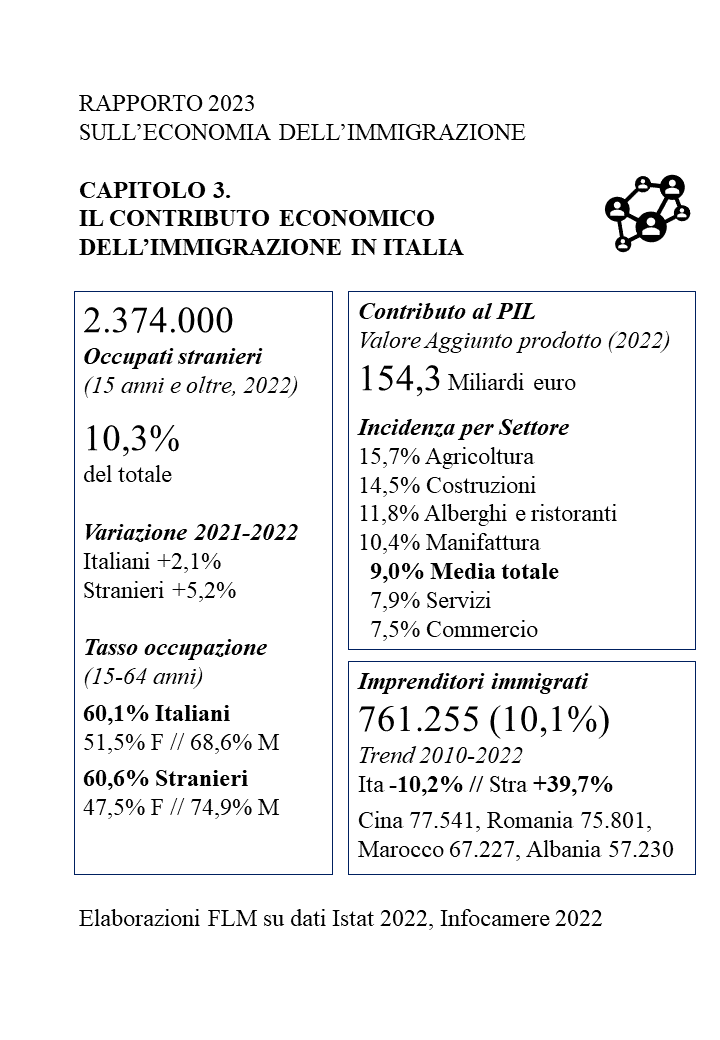 RAPPORTO 2023
SULL’ECONOMIA DELL’IMMIGRAZIONE
CAPITOLO 3.
IL CONTRIBUTO ECONOMICO
DELL’IMMIGRAZIONE IN ITALIA
2.374.000
Occupati stranieri
(15 anni e oltre, 2022)
10,3%
del totale
Variazione 2021-2022
Italiani +2,1%
Stranieri +5,2%
Tasso occupazione
(15-64 anni)
60,1% Italiani
51,5% F // 68,6% M
60,6% Stranieri
47,5% F // 74,9% M
Contributo al PIL
Valore Aggiunto prodotto (2022)
154,3 Miliardi euro
Incidenza per Settore
15,7% Agricoltura
14,5% Costruzioni
11,8% Alberghi e ristoranti
10,4% Manifattura
9,0% Media totale
7,9% Servizi
7,5% Commercio
Imprenditori immigrati
761.255 (10,1%)
Trend 2010-2022
Ita -10,2% // Stra +39,7%
Cina 77.541, Romania 75.801,
Marocco 67.227, Albania 57.230
Elaborazioni FLM su dati Istat 2022, Infocamere 2022